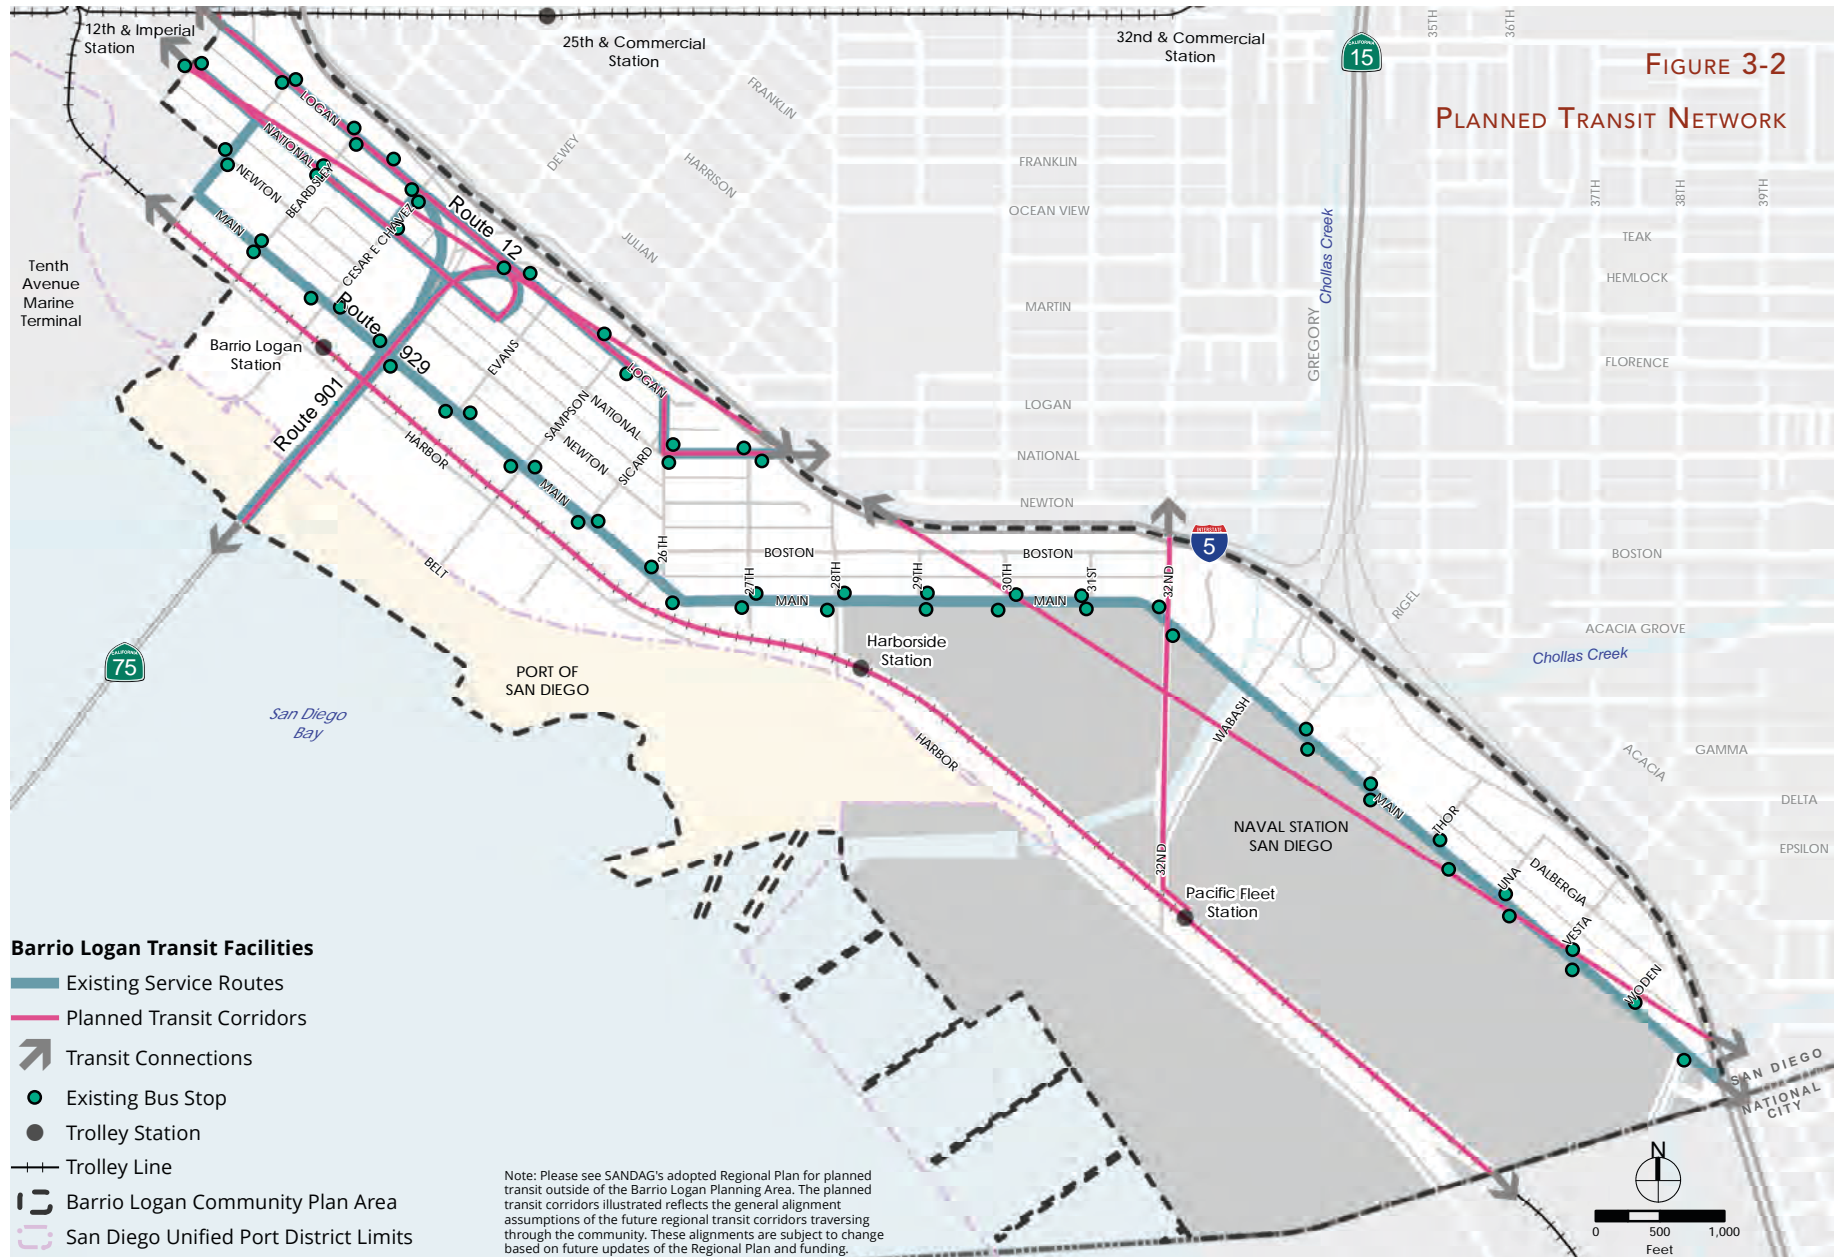 FIGURE 3-2
PLANNED TRANSIT NETWORK
12th & Imperial
Station
25th & Commercial
Station
32nd & Commercial
Station
CALIFORNIA
15
35TH
36TH
FRANKLIN
DEWEY
HARRISON
JULIAN
FRANKLIN
OCEAN VIEW
MARTIN
LOGAN
NATIONAL
NEWTON
GREGORY
Chollas Creek
37TH
38TH
39TH
TEAK
HEMLOCK
FLORENCE
BOSTON
ACACIA GROVE
Chollas Creek
RIGEL
ACACIA
GAMMA
DELTA
EPSILON
LOGAN
NATIONAL
NEWTON
BEARDSLEY
MAIN
CESAR E CHAVEZ
Route 12
Route 929
Route 901
Tenth
Avenue
Marine
Terminal
Barrio Logan
Station
EVANS
SAMPSON
NATIONAL
NEWTON
SICARD
LOGAN
HARBOR
MAIN
BELT
26TH
27TH
28TH
29TH
30TH
31ST
32ND
BOSTON
BOSTON
MAIN
MAIN
INTERSTATE
5
Harborside
Station
PORT OF
SAN DIEGO
CALIFORNIA
75
San Diego
Bay
HARBOR
WABASH
32ND
NAVAL STATION
SAN DIEGO
Pacific Fleet
Station
MAIN
THOR
UNA
DALBERGIA
VESTA
WODEN
SAN DIEGO
NATIONAL
CITY
Barrio Logan Transit Facilities
Existing Service Routes
Planned Transit Corridors
Transit Connections
Existing Bus Stop
Trolley Station
Trolley Line
Barrio Logan Community Plan Area
San Diego Unified Port District Limits
Note: Please see SANDAG's adopted Regional Plan for planned
transit outside of the Barrio Logan Planning Area. The planned
transit corridors illustrated reflects the general alignment
assumptions of the future regional transit corridors traversing
through the community. These alignments are subject to change
based on future updates of the Regional Plan and funding.
N
0 500 1,000
Feet